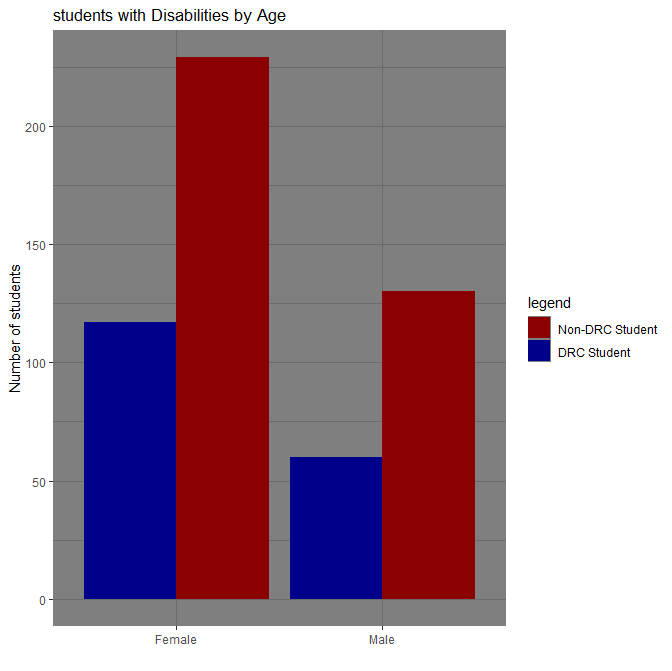 students with Disabilities by Age
Number of students
200
150
100
50
0
Female
Male
legend
Non-DRC Student
DRC Student